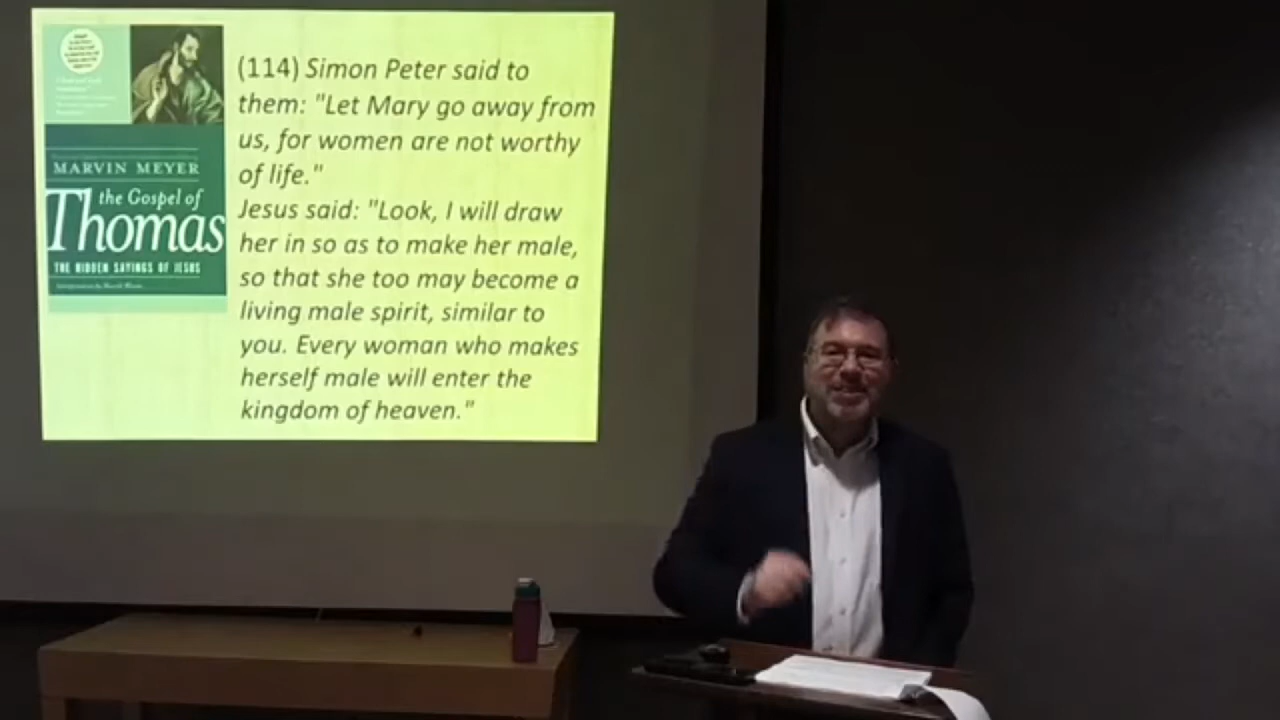 (114) Simon Peter said to
them: "Let Mary go away from
us, for women are not worthy
of life."
Jesus said: "Look, I will draw
her in so as to make her male,
so that she too may become a
living male spirit, similar to
you. Every woman who makes
herself male will enter the
kingdom of heaven."
MARVIN MEYER
the Gospel of
Thomas
THE HIDDEN SAYINGS OF JESUS